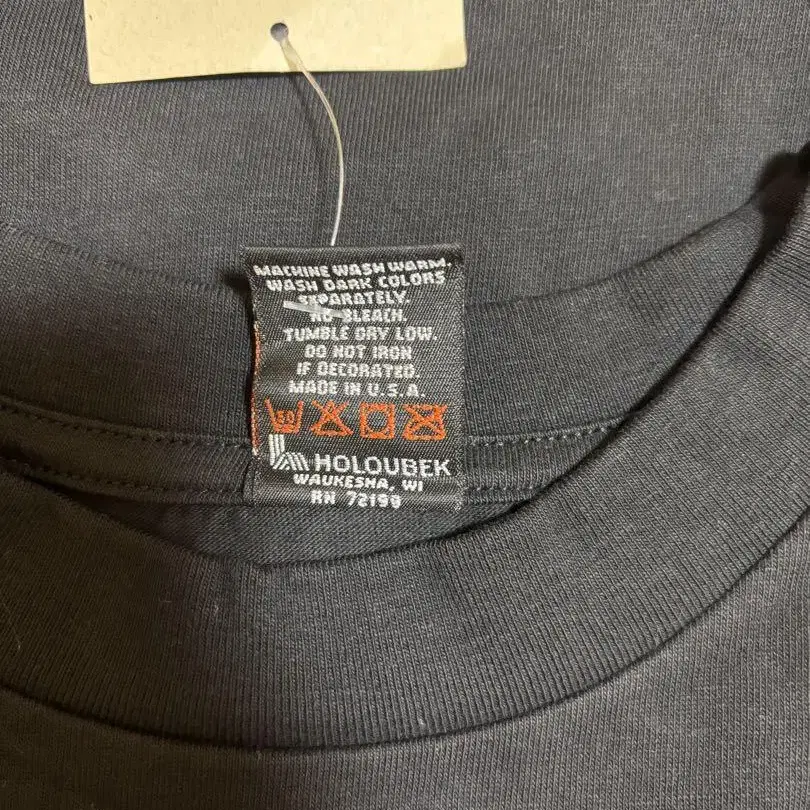 MACHINE WASH WARM.
WASH DARK COLORS
SEPARATELY.
NO BLEACH.
TUMBLE DRY LOW.
DO NOT IRON
IF DECORATED.
MADE IN U.S.A.
HOLOUBEK
WAUKESHA, WI
RN 72198